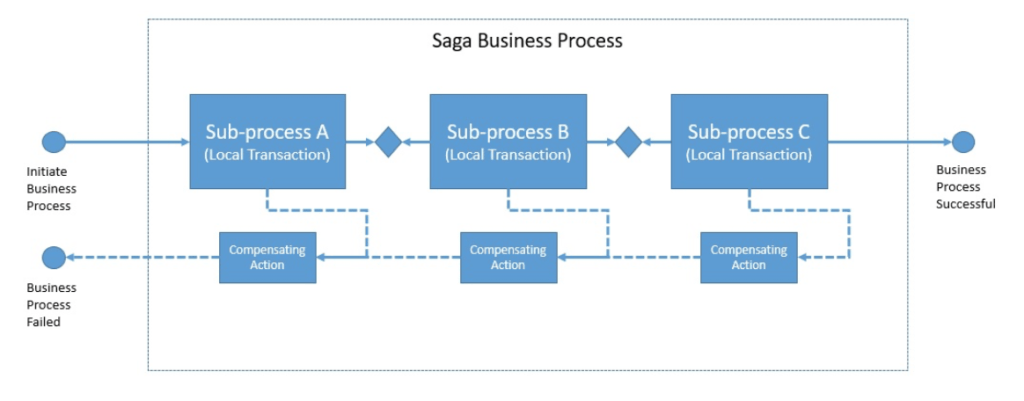 Saga Business Process
Sub-process A
(Local Transaction)
Sub-process B
(Local Transaction)
Sub-process C
(Local Transaction)
Initiate
Business
Process
Business
Process
Successful
Compensating
Action
Compensating
Action
Compensating
Action
Business
Process
Failed